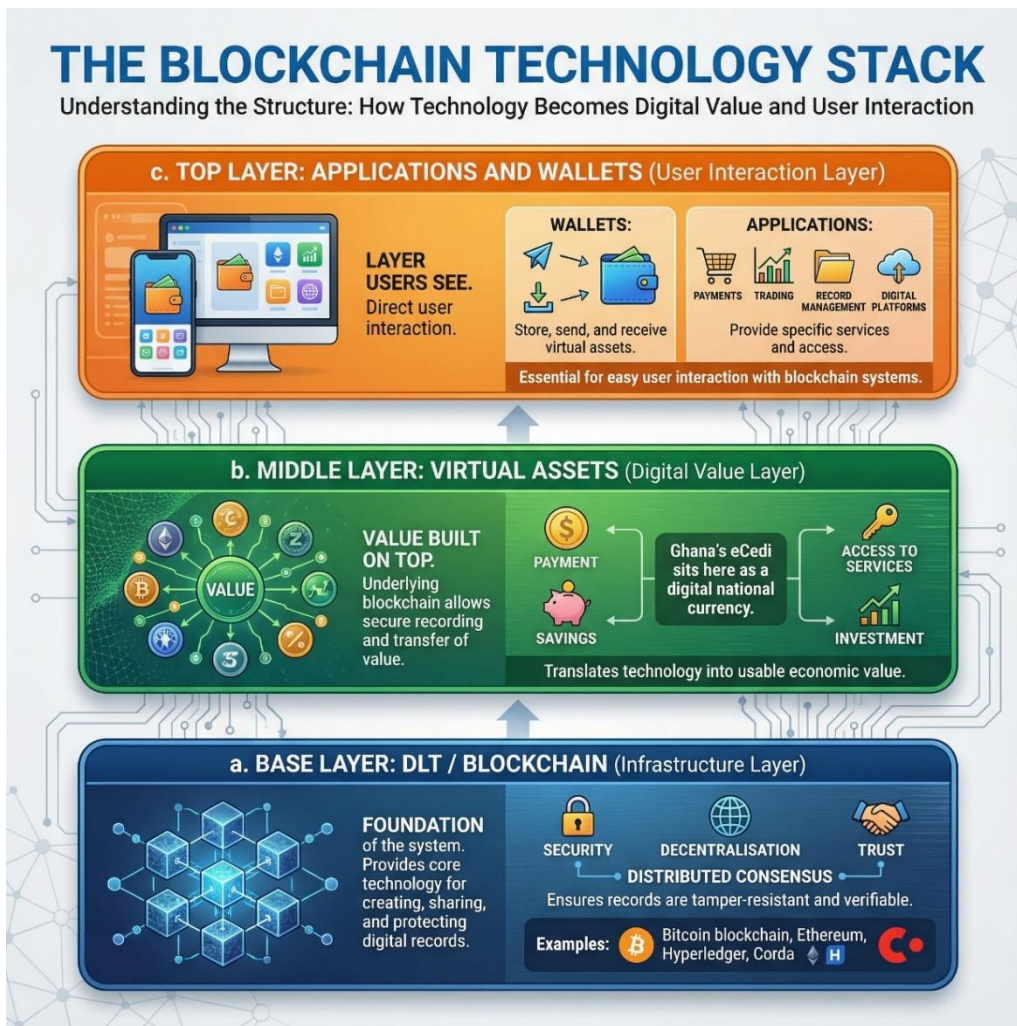 THE BLOCKCHAIN TECHNOLOGY STACK
Understanding the Structure: How Technology Becomes Digital Value and User Interaction
c. TOP LAYER: APPLICATIONS AND WALLETS (User Interaction Layer)
LAYER
USERS SEE.
Direct user
interaction.
WALLETS:
Store, send, and receive
virtual assets.
APPLICATIONS:
PAYMENTS
TRADING
RECORD
MANAGEMENT
DIGITAL
PLATFORMS
Provide specific services
and access.
Essential for easy user interaction with blockchain systems.
b. MIDDLE LAYER: VIRTUAL ASSETS (Digital Value Layer)
VALUE
VALUE BUILT
ON TOP.
Underlying
blockchain allows
secure recording
and transfer of
value.
PAYMENT
SAVINGS
Ghana's eCedi
sits here as a
digital national
currency.
ACCESS TO
SERVICES
INVESTMENT
Translates technology into usable economic value.
a. BASE LAYER: DLT / BLOCKCHAIN (Infrastructure Layer)
FOUNDATION
of the system.
Provides core
technology for
creating, sharing,
and protecting
digital records.
SECURITY
DECENTRALISATION
TRUST
DISTRIBUTED CONSENSUS
Ensures records are tamper-resistant and verifiable.
Examples:
Bitcoin blockchain, Ethereum,
Hyperledger, Corda
H